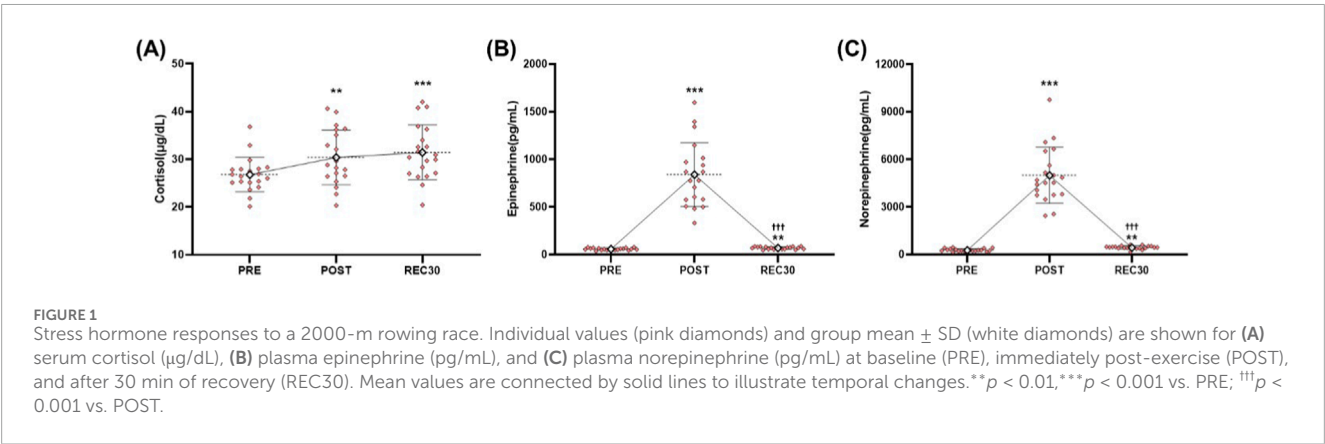 (A)
(B)
(C)
50
40
30
20
10
Cortisol(µg/dL)
**
***
PRE
POST
REC30
2000
1500
1000
500
0
Epinephrine(pg/mL)
***
†††
**
PRE
POST
REC30
12000
9000
6000
3000
0
Norepinephrine(pg/mL)
***
†††
**
PRE
POST
REC30
FIGURE 1
Stress hormone responses to a 2000-m rowing race. Individual values (pink diamonds) and group mean ± SD (white diamonds) are shown for (A)
serum cortisol (µg/dL), (B) plasma epinephrine (pg/mL), and (C) plasma norepinephrine (pg/mL) at baseline (PRE), immediately post-exercise (POST),
and after 30 min of recovery (REC30). Mean values are connected by solid lines to illustrate temporal changes.**p < 0.01,***p < 0.001 vs. PRE; †††p <
0.001 vs. POST.